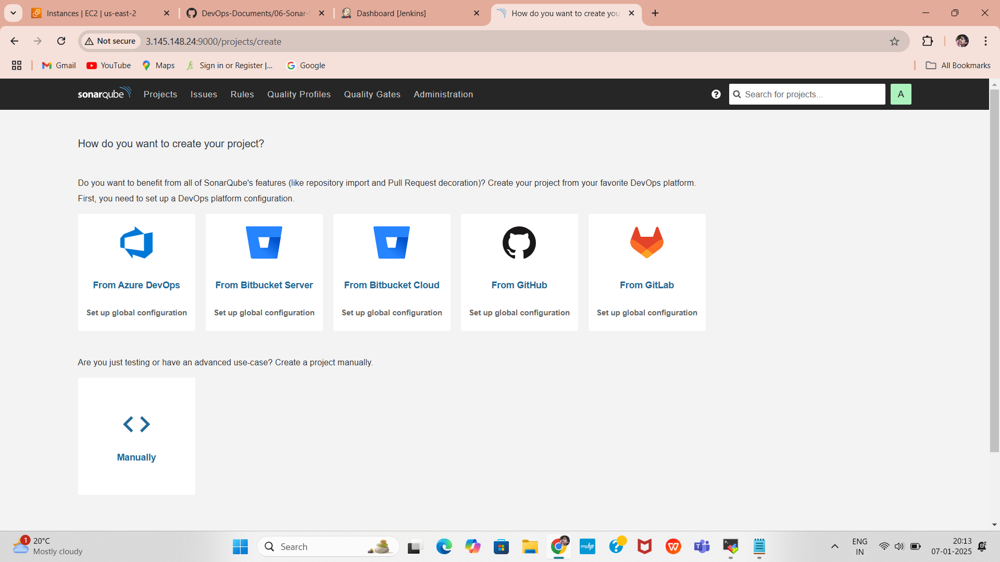 Instances | EC2 | us-east-2
DevOps-Documents/06-Sonar-
Dashboard [Jenkins]
How do you want to create you
Not secure
3.145.148.24:9000/projects/create
Gmail
YouTube
Maps
Sign in or Register |...
Google
All Bookmarks
sonarqube
Projects
Issues
Rules
Quality Profiles
Quality Gates
Administration
Search for projects...
A
How do you want to create your project?
Do you want to benefit from all of SonarQube's features (like repository import and Pull Request decoration)? Create your project from your favorite DevOps platform.
First, you need to set up a DevOps platform configuration.
From Azure DevOps
Set up global configuration
From Bitbucket Server
Set up global configuration
From Bitbucket Cloud
Set up global configuration
From GitHub
Set up global configuration
From GitLab
Set up global configuration
Are you just testing or have an advanced use-case? Create a project manually.
Manually
1
20°C
Mostly cloudy
Search
myhp
ENG
IN
20:13
07-01-2025